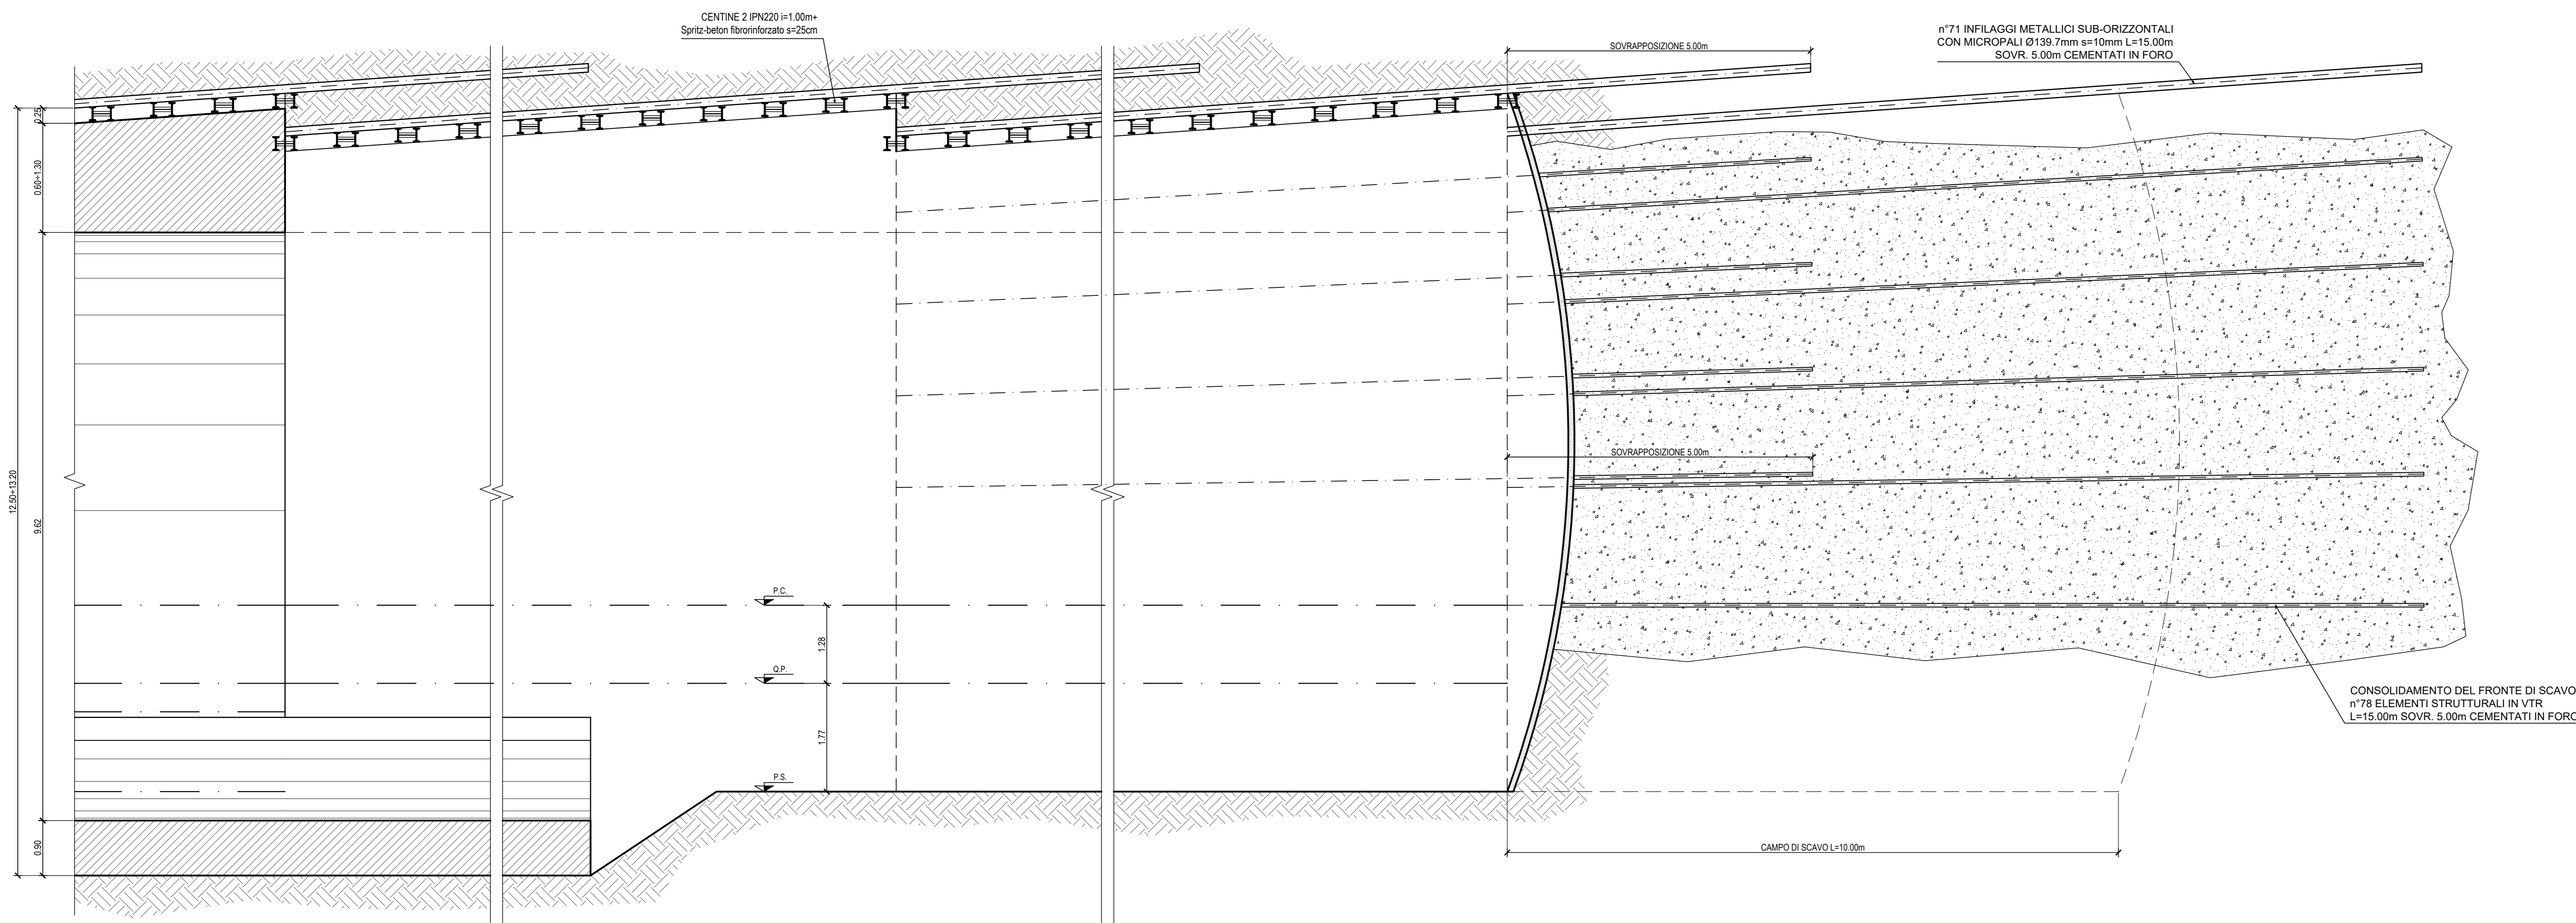 CENTINE 2 IPN220 i=1.00m+
Spritz-beton fibrorinforzato s=25cm
SOVRAPPOSIZIONE 5.00m
n°71 INFILAGGI METALLICI SUB-ORIZZONTALI
CON MICROPALI Ø139.7mm s=10mm L=15.00m
SOVR. 5.00m CEMENTATI IN FORO
0.25
0.60÷1.30
12.50÷13.20
9.62
0.90
SOVRAPPOSIZIONE 5.00m
P.C.
1.28
Q.P.
1.77
P.S.
CONSOLIDAMENTO DEL FRONTE DI SCAVO
n°78 ELEMENTI STRUTTURALI IN VTR
L=15.00m SOVR. 5.00m CEMENTATI IN FORO
CAMPO DI SCAVO L=10.00m